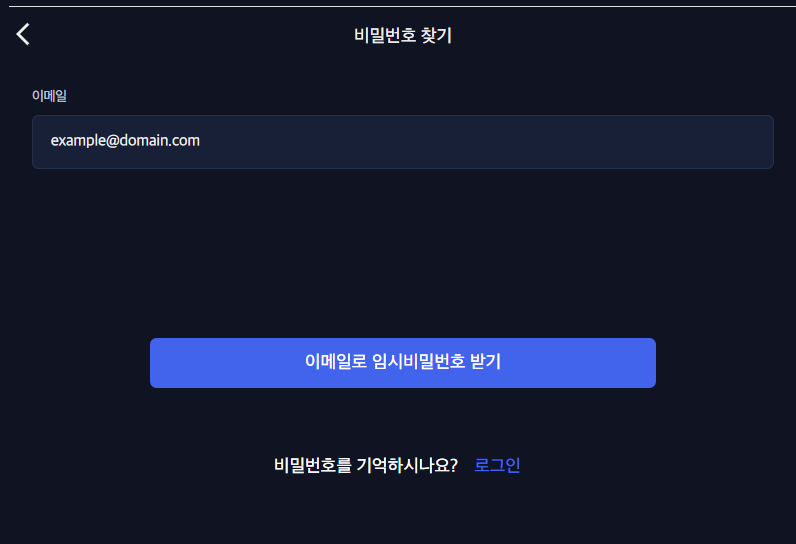 비밀번호 찾기
이메일
example@domain.com
이메일로 임시비밀번호 받기
비밀번호를 기억하시나요? 로그인